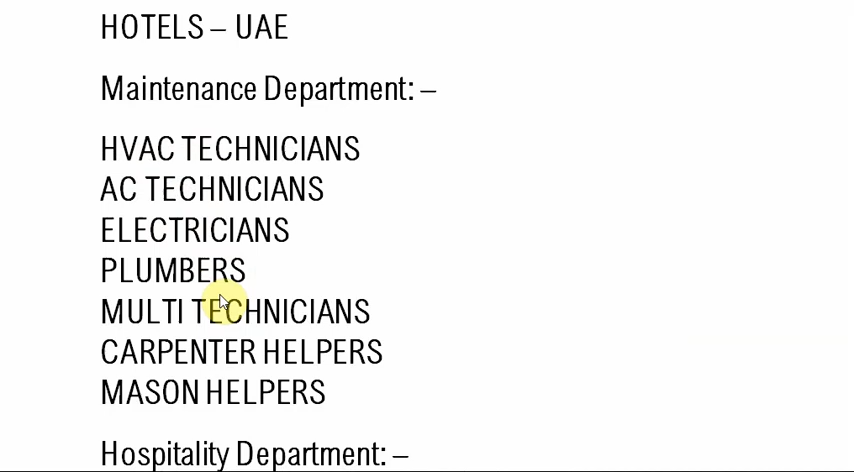 HOTELS – UAE
Maintenance Department: –
HVAC TECHNICIANS
AC TECHNICIANS
ELECTRICIANS
PLUMBERS
MULTI TECHNICIANS
CARPENTER HELPERS
MASON HELPERS
Hospitality Department: –